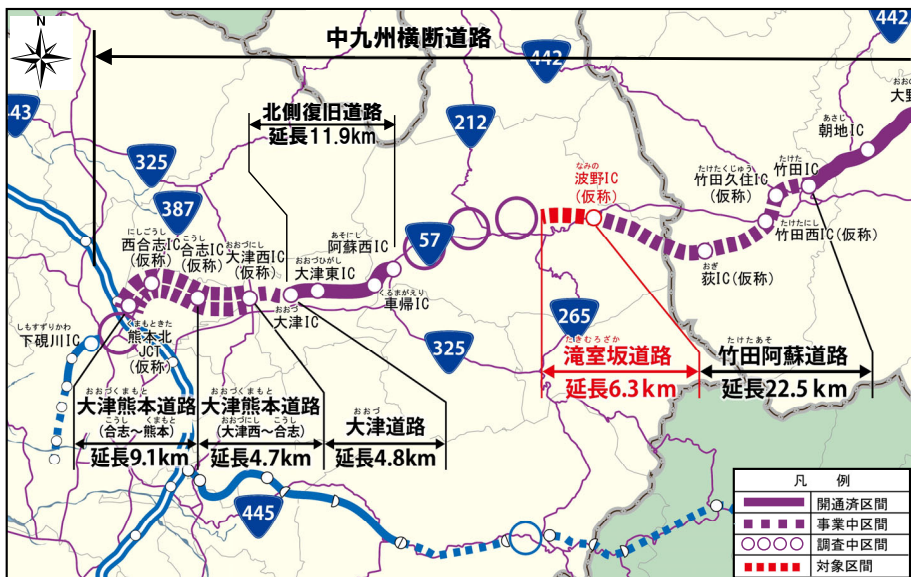 N
中九州横断道路
442
442
443
大野
おおの
あさじ
朝地IC
北側復旧道路
延長11.9km
212
325
387
57
なみの
波野IC
(仮称)
たけたくじゅう
竹田久住IC
(仮称)
たけた
竹田IC
たけたにし
竹田西IC(仮称)
おぎ
荻IC(仮称)
にしごうし
西合志IC
(仮称)
こうし
合志IC
(仮称)
おおづにし
大津西IC
(仮称)
おおづひがし
大津東IC
あそにし
阿蘇西IC
くるまがえり
車帰IC
おおづ
大津IC
しもすずりかわ
下硯川IC
くまもときた
熊本北
JCT
(仮称)
325
265
たきむろざか
滝室坂道路
延長6.3km
たけたあそ
竹田阿蘇道路
延長22.5km
おおづくまもと
大津熊本道路
こうし くまもと
(合志~熊本)
延長9.1km
おおづくまもと
大津熊本道路
おおづにし こうし
(大津西~合志)
延長4.7km
おおづ
大津道路
延長4.8km
445
凡 例
開通済区間
事業中区間
調査中区間
対象区間